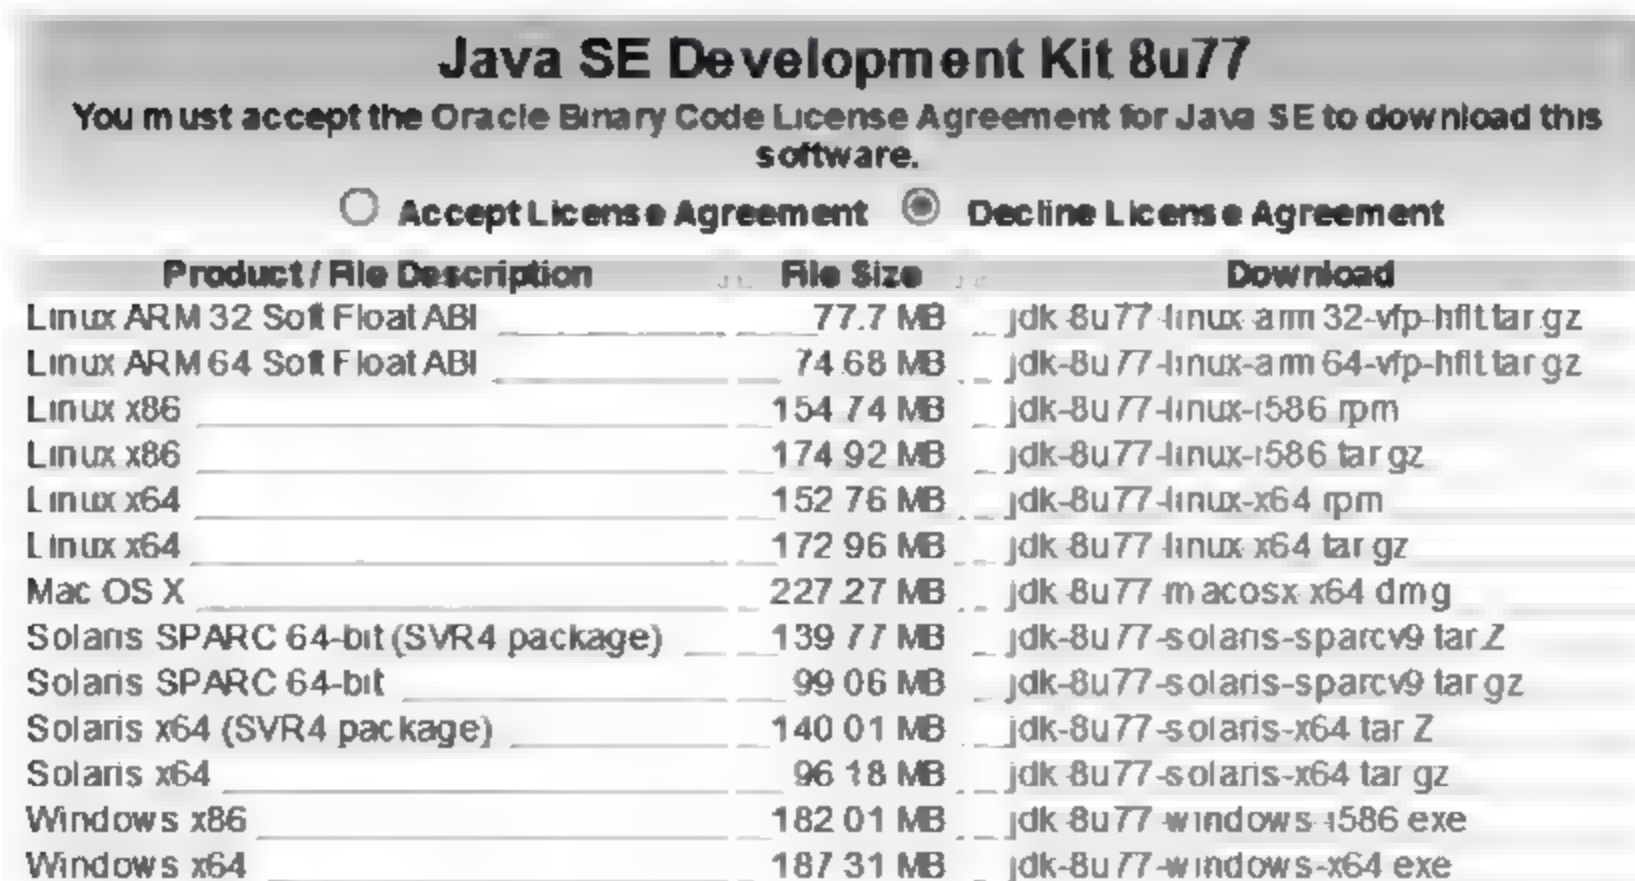 Java SE Development Kit 8u77
You must accept the Oracle Binary Code License Agreement for Java SE to download this
software.
Accept License Agreement Decline License Agreement
Product / File Description File Size Download
Linux ARM 32 Soft Float ABI 77.7 MB jdk-8u77-linux-arm32-vfp-hflt.tar.gz
Linux ARM 64 Soft Float ABI 74.68 MB jdk-8u77-linux-arm64-vfp-hflt.tar.gz
Linux x86 154.74 MB jdk-8u77-linux-i586.rpm
Linux x86 174.92 MB jdk-8u77-linux-i586.tar.gz
Linux x64 152.76 MB jdk-8u77-linux-x64.rpm
Linux x64 172.96 MB jdk-8u77-linux-x64.tar.gz
Mac OS X 227.27 MB jdk-8u77-macosx-x64.dmg
Solaris SPARC 64-bit (SVR4 package) 139.77 MB jdk-8u77-solaris-sparcv9.tar.Z
Solaris SPARC 64-bit 99.06 MB jdk-8u77-solaris-sparcv9.tar.gz
Solaris x64 (SVR4 package) 140.01 MB jdk-8u77-solaris-x64.tar.Z
Solaris x64 96.18 MB jdk-8u77-solaris-x64.tar.gz
Windows x86 182.01 MB jdk-8u77-windows-i586.exe
Windows x64 187.31 MB jdk-8u77-windows-x64.exe